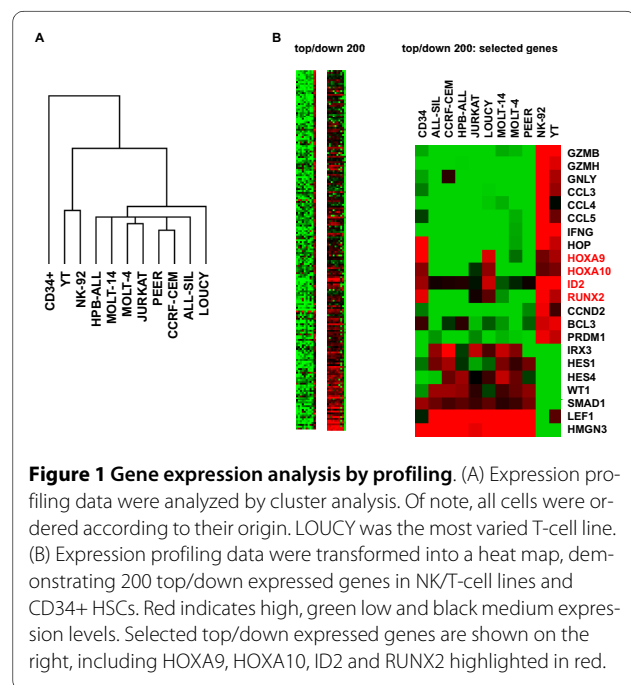 A
CD34+
YT
NK-92
HPB-ALL
MOLT-14
MOLT-4
JURKAT
PEER
CCRF-CEM
ALL-SIL
LOUCY
B
top/down 200
top/down 200: selected genes
CD34
ALL-SIL
CCRF-CEM
HPB-ALL
JURKAT
LOUCY
MOLT-14
MOLT-4
PEER
NK-92
YT
GZMB
GZMH
GNLY
CCL3
CCL4
CCL5
IFNG
HOP
HOXA9
HOXA10
ID2
RUNX2
CCND2
BCL3
PRDM1
IRX3
HES1
HES4
WT1
SMAD1
LEF1
HMGN3
Figure 1 Gene expression analysis by profiling. (A) Expression pro-
filing data were analyzed by cluster analysis. Of note, all cells were or-
dered according to their origin. LOUCY was the most varied T-cell line.
(B) Expression profiling data were transformed into a heat map, dem-
onstrating 200 top/down expressed genes in NK/T-cell lines and
CD34+ HSCs. Red indicates high, green low and black medium expres-
sion levels. Selected top/down expressed genes are shown on the
right, including HOXA9, HOXA10, ID2 and RUNX2 highlighted in red.